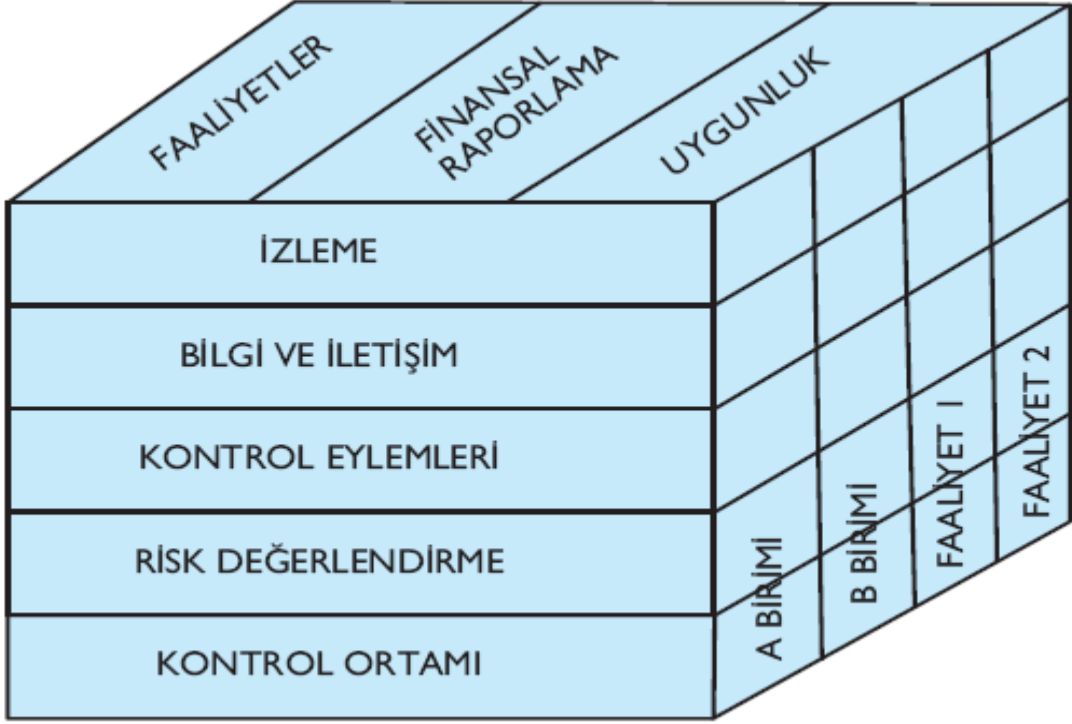 FAALİYETLER
FİNANSAL
RAPORLAMA
UYGUNLUK
İZLEME
BİLGİ VE İLETİŞİM
KONTROL EYLEMLERİ
RİSK DEĞERLENDİRME
KONTROL ORTAMI
A BİRİMİ
B BİRİMİ
FAALİYET 1
FAALİYET 2